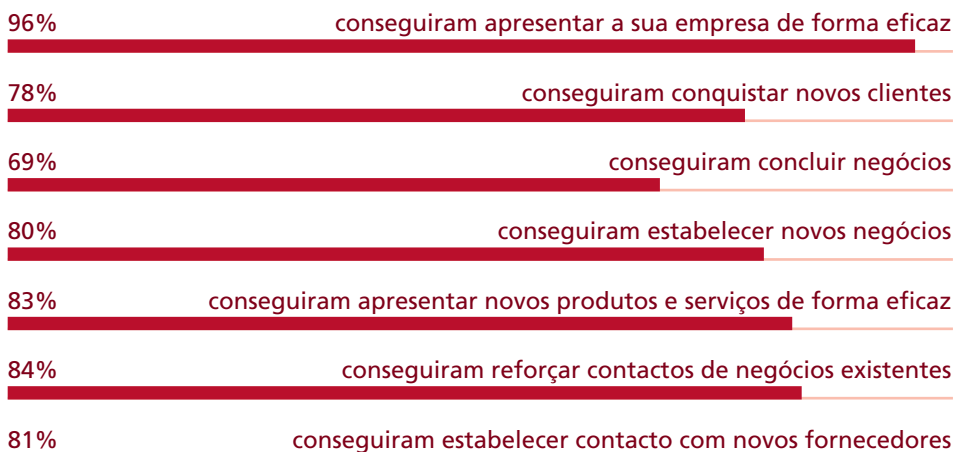 96% conseguiram apresentar a sua empresa de forma eficaz
78% conseguiram conquistar novos clientes
69% conseguiram concluir negócios
80% conseguiram estabelecer novos negócios
83% conseguiram apresentar novos produtos e serviços de forma eficaz
84% conseguiram reforçar contactos de negócios existentes
81% conseguiram estabelecer contacto com novos fornecedores